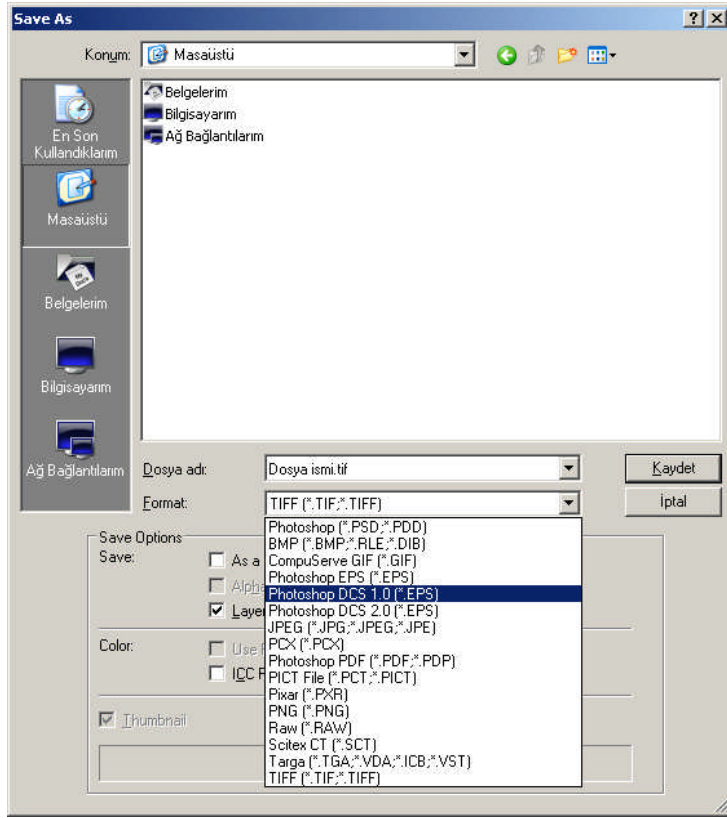 Save As
Konum: Masaüstü
Belgelerim
Bilgisayarım
Ağ Bağlantılarım
En Son
Kullandıklarım
Masaüstü
Belgelerim
Bilgisayarım
Ağ Bağlantılarım
Dosya adı: Dosya ismi.tif Kaydet
Format: TIFF (*.TIF;*.TIFF) İptal
Photoshop (*.PSD;*.PDD)
BMP (*.BMP;*.RLE;*.DIB)
CompuServe GIF (*.GIF)
Photoshop EPS (*.EPS)
Photoshop DCS 1.0 (*.EPS)
Photoshop DCS 2.0 (*.EPS)
JPEG (*.JPG;*.JPEG;*.JPE)
PCX (*.PCX)
Photoshop PDF (*.PDF;*.PDP)
PICT File (*.PCT;*.PICT)
Pixar (*.PXR)
PNG (*.PNG)
Raw (*.RAW)
Scitex CT (*.SCT)
Targa (*.TGA;*.VDA;*.ICB;*.VST)
TIFF (*.TIF;*.TIFF)
Save Options
Save: As a
Color: Use
ICC
Thumbnail